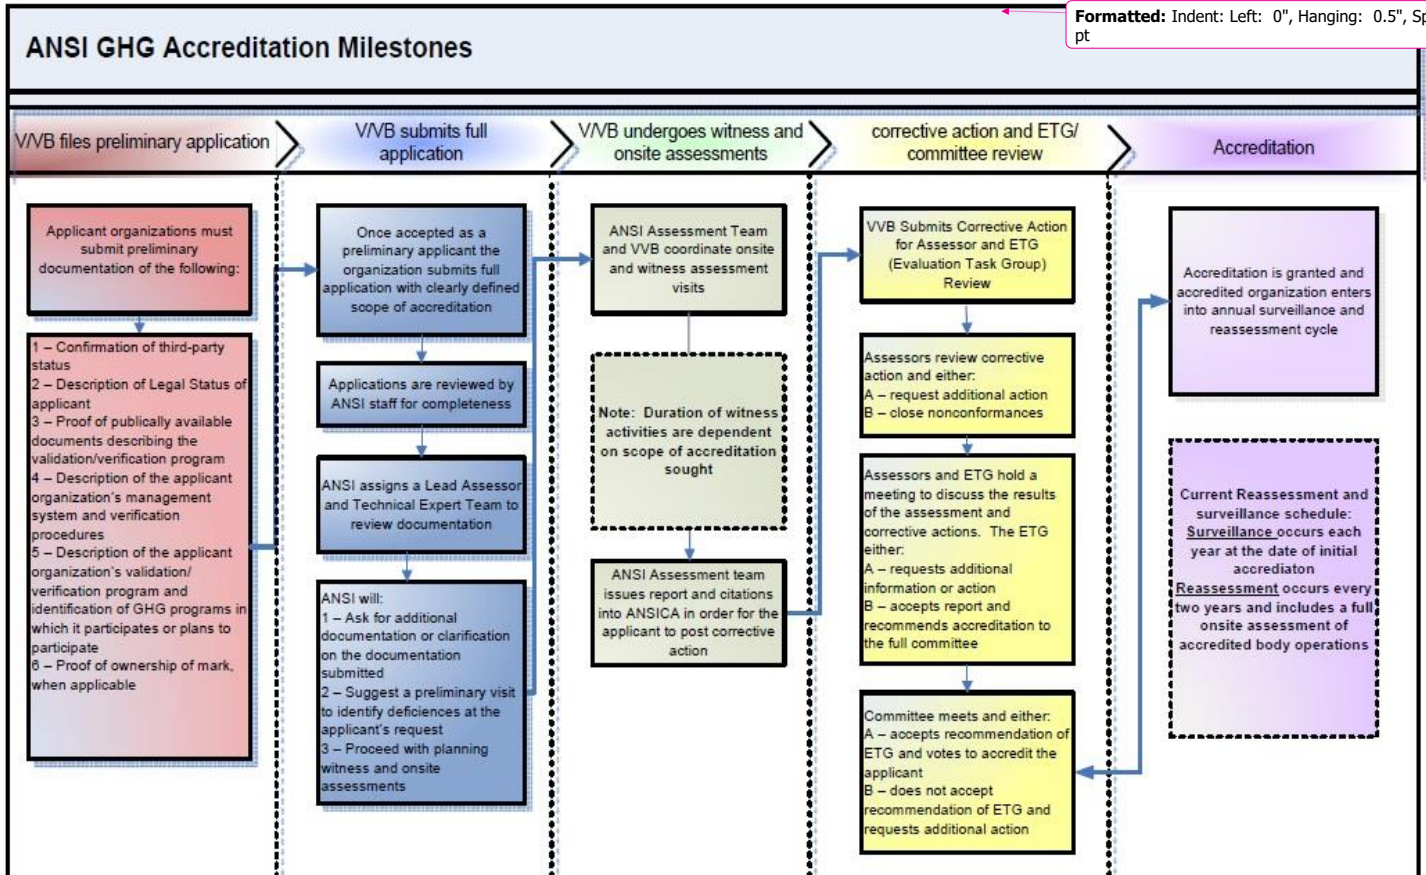 Formatted: Indent: Left: 0", Hanging: 0.5", Sp
pt
ANSI GHG Accreditation Milestones
V/VB files preliminary application
V/VB submits full
application
V/VB undergoes witness and
onsite assessments
corrective action and ETG/
committee review
Accreditation
Applicant organizations must
submit preliminary
documentation of the following:
1 – Confirmation of third-party
status
2 – Description of Legal Status of
applicant
3 – Proof of publically available
documents describing the
validation/verification program
4 – Description of the applicant
organization's management
system and verification
procedures
5 – Description of the applicant
organization's validation/
verification program and
identification of GHG programs in
which it participates or plans to
participate
6 – Proof of ownership of mark,
when applicable
Once accepted as a
preliminary applicant the
organization submits full
application with clearly defined
scope of accreditation
Applications are reviewed by
ANSI staff for completeness
ANSI assigns a Lead Assessor
and Technical Expert Team to
review documentation
ANSI will:
1 – Ask for additional
documentation or clarification
on the documentation
submitted
2 – Suggest a preliminary visit
to identify deficiences at the
applicant's request
3 – Proceed with planning
witness and onsite
assessments
ANSI Assessment Team
and VVB coordinate onsite
and witness assessment
visits
Note: Duration of witness
activities are dependent
on scope of accreditation
sought
ANSI Assessment team
issues report and citations
into ANSICA in order for the
applicant to post corrective
action
VVB Submits Corrective Action
for Assessor and ETG
(Evaluation Task Group)
Review
Assessors review corrective
action and either:
A – request additional action
B – close nonconformances
Assessors and ETG hold a
meeting to discuss the results
of the assessment and
corrective actions. The ETG
either:
A – requests additional
information or action
B – accepts report and
recommends accreditation to
the full committee
Committee meets and either:
A – accepts recommendation of
ETG and votes to accredit the
applicant
B – does not accept
recommendation of ETG and
requests additional action
Accreditation is granted and
accredited organization enters
into annual surveillance and
reassessment cycle
Current Reassessment and
surveillance schedule:
Surveillance occurs each
year at the date of initial
accrediaton
Reassessment occurs every
two years and includes a full
onsite assessment of
accredited body operations